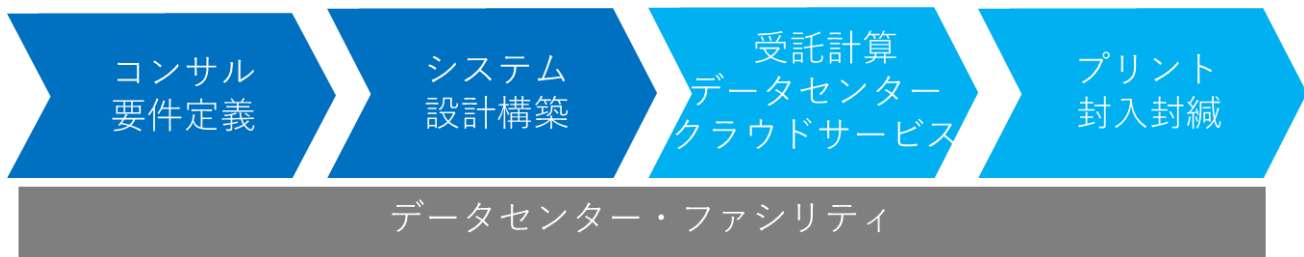 コンサル
要件定義
システム
設計構築
受託計算
データセンター
クラウドサービス
プリント
封入封緘
データセンター・ファシリティ